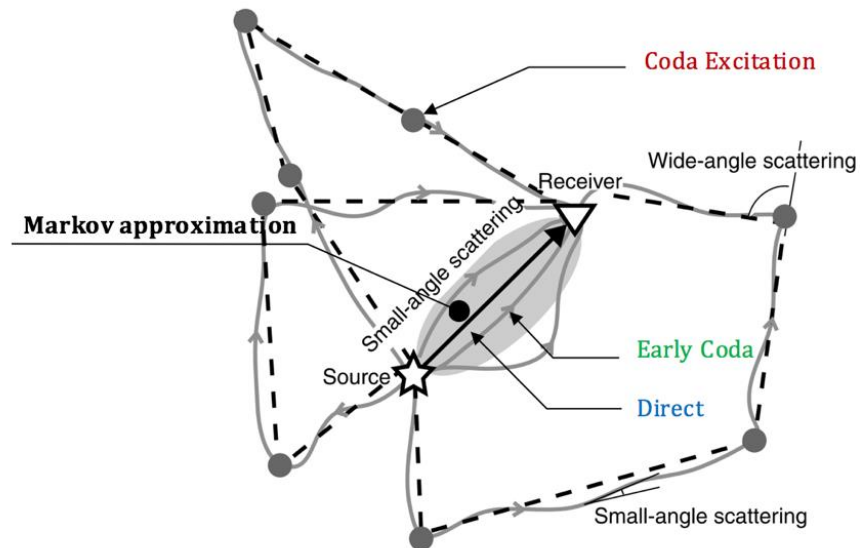 Coda Excitation
Wide-angle scattering
Receiver
Markov approximation
Small-angle scattering
Early Coda
Source
Direct
Small-angle scattering